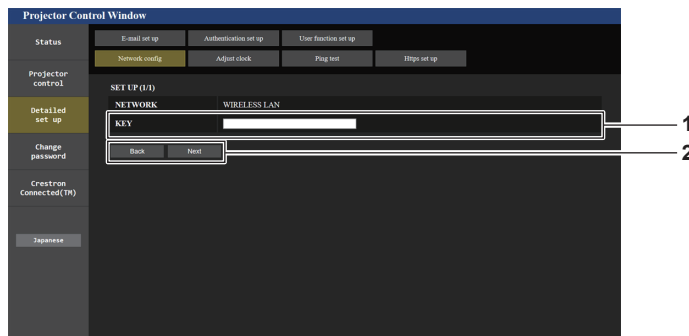 Projector Control Window
Status
E-mail set up
Authentication set up
User function set up
Network config
Adjust clock
Ping test
Https set up
Projector
control
SET UP (1/1)
NETWORK
WIRELESS LAN
Detailed
set up
KEY
1
Back
Next
2
Change
password
Crestron
Connected(TM)
Japanese